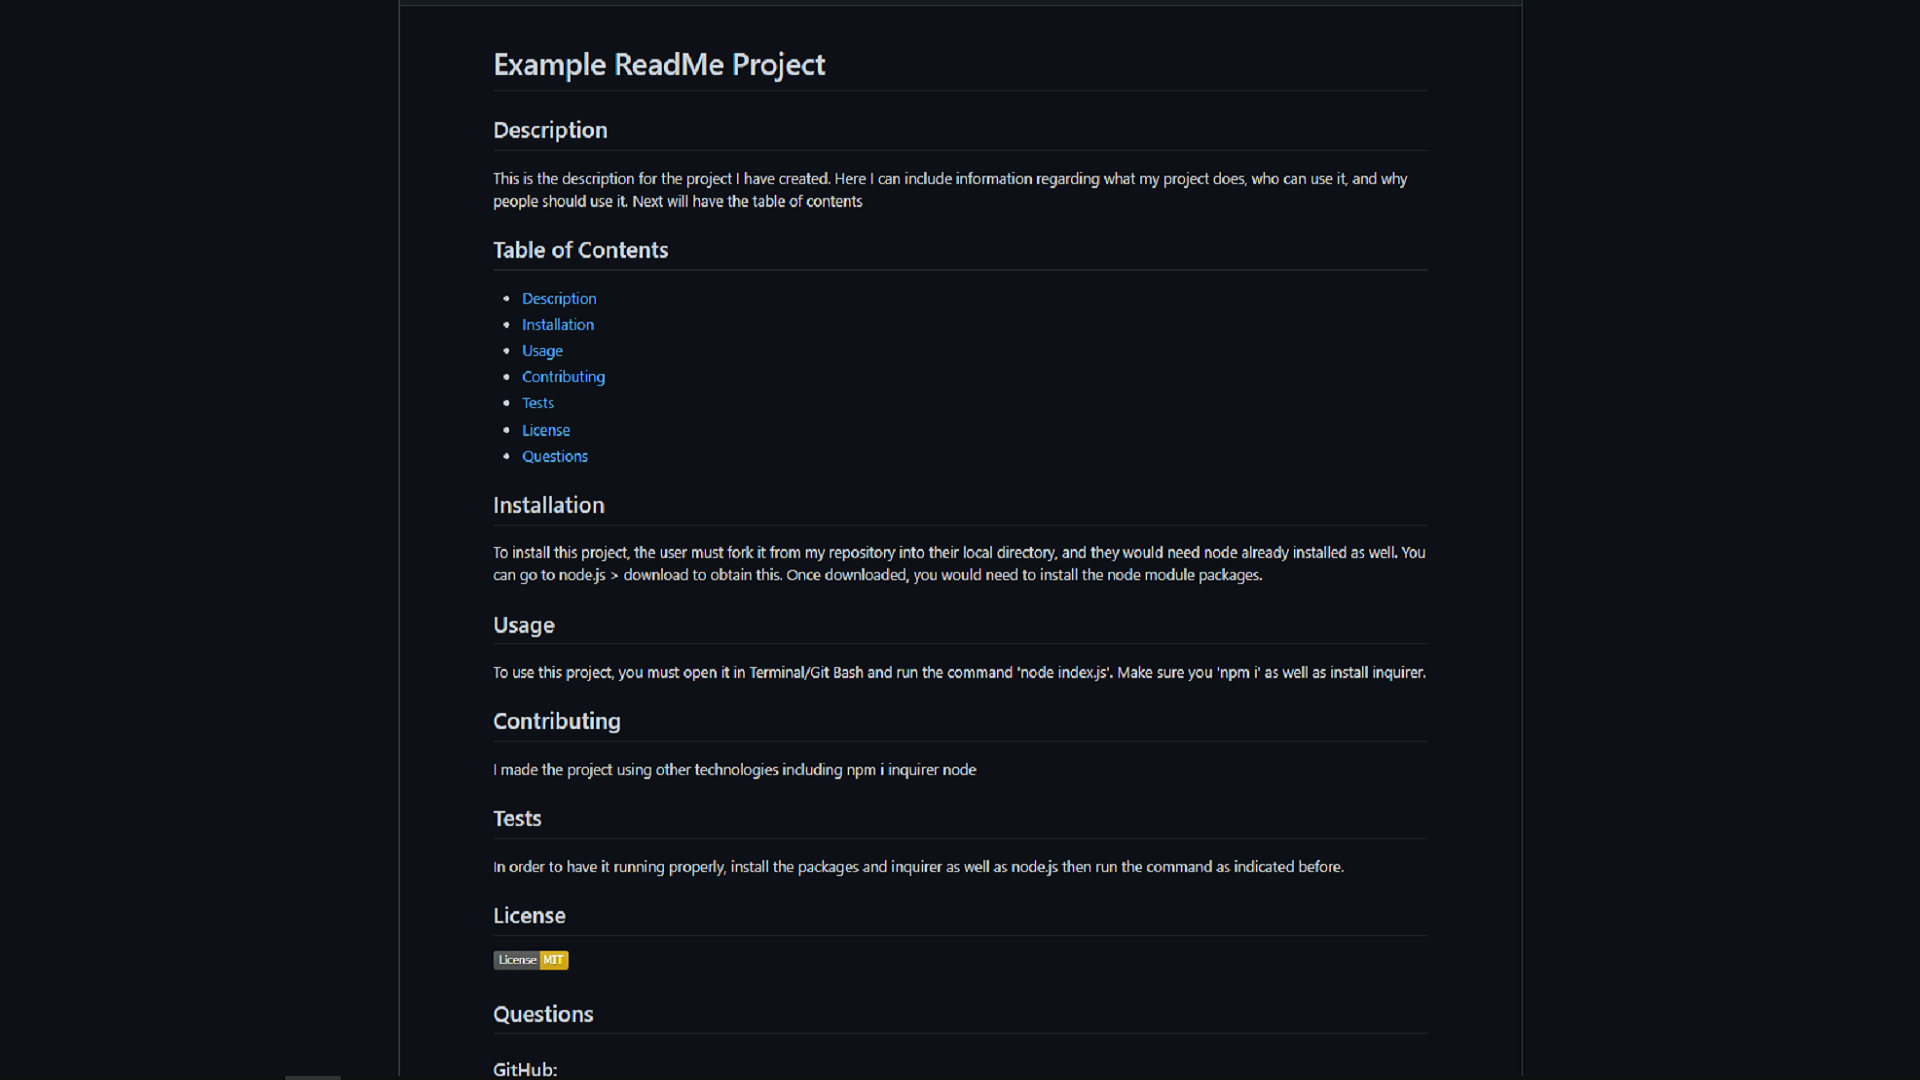 Example ReadMe Project
Description
This is the description for the project I have created. Here I can include information regarding what my project does, who can use it, and why
people should use it. Next will have the table of contents
Table of Contents
Description
Installation
Usage
Contributing
Tests
License
Questions
Installation
To install this project, the user must fork it from my repository into their local directory, and they would need node already installed as well. You
can go to node.js > download to obtain this. Once downloaded, you would need to install the node module packages.
Usage
To use this project, you must open it in Terminal/Git Bash and run the command 'node index.js'. Make sure you 'npm i' as well as install inquirer.
Contributing
I made the project using other technologies including npm i inquirer node
Tests
In order to have it running properly, install the packages and inquirer as well as node.js then run the command as indicated before.
License
License MIT
Questions
GitHub: